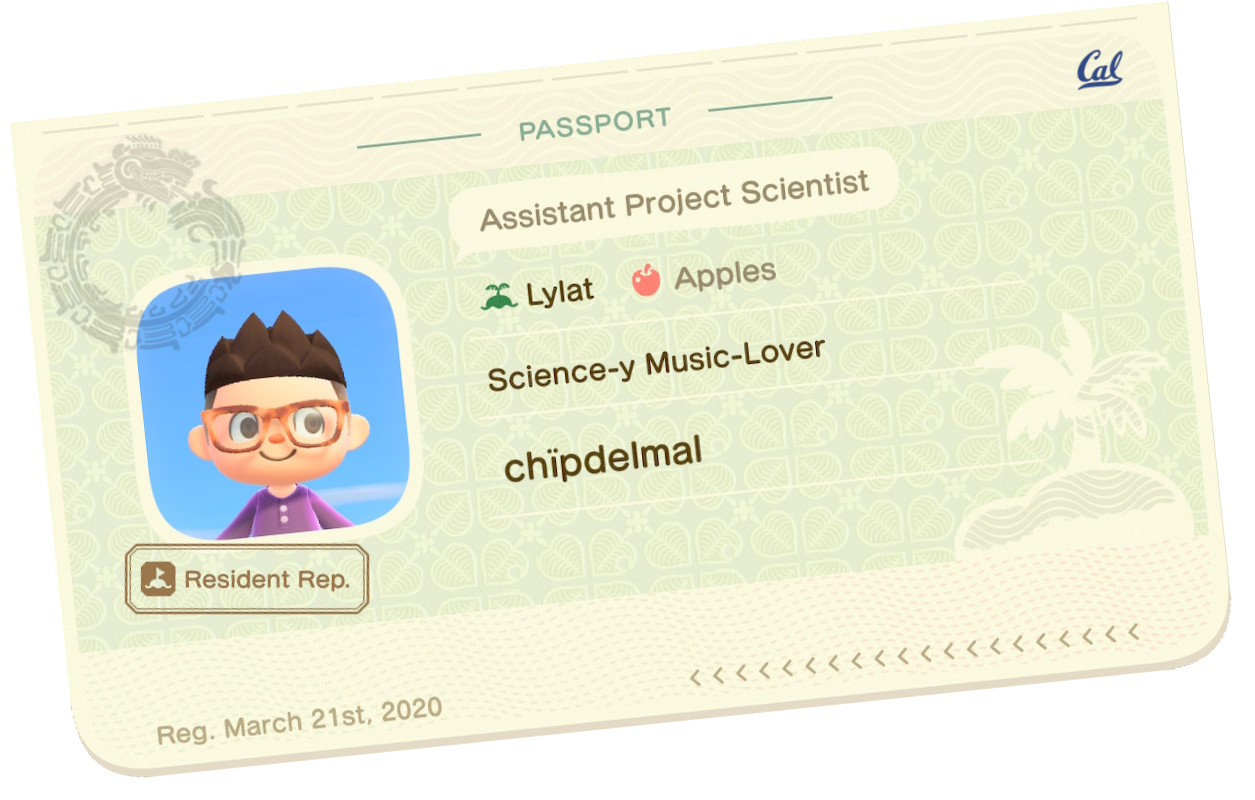 Cal
PASSPORT
Assistant Project Scientist
Lylat Apples
Science-y Music-Lover
chïpdelmal
Resident Rep.
‹ ‹ ‹ ‹ ‹ ‹ ‹ ‹ ‹ ‹ ‹ ‹ ‹ ‹ ‹ ‹ ‹ ‹ ‹ ‹
Reg. March 21st, 2020